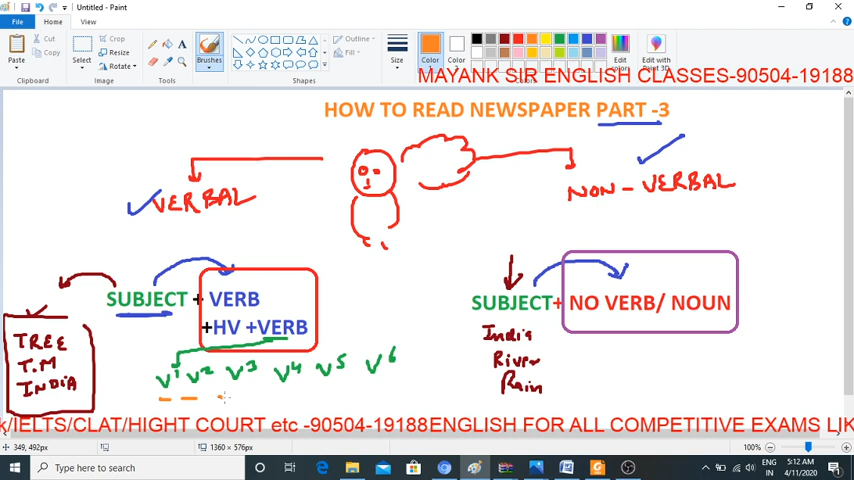 Untitled - Paint
File
Home
View
Paste
Cut
Copy
Clipboard
Select
Crop
Resize
Rotate
Image
A
Tools
Brushes
Outline
Fill
Shapes
Size
Color
1
Color
2
Edit
colors
Edit with
Paint 3D
Colors
MAYANK SIR ENGLISH CLASSES-90504-19188
HOW TO READ NEWSPAPER PART -3
VERBAL
NON - VERBAL
SUBJECT + VERB
+HV +VERB
SUBJECT+ NO VERB/ NOUN
TREE
T.M
INDIA
V1 V2 V3 V4 V5 V6
India
River
Rain
k/IELTS/CLAT/HIGHT COURT etc -90504-19188ENGLISH FOR ALL COMPETITIVE EXAMS LIK
349, 492px
1360 × 576px
100%
Type here to search
ENG
IN
5:12 AM
4/11/2020